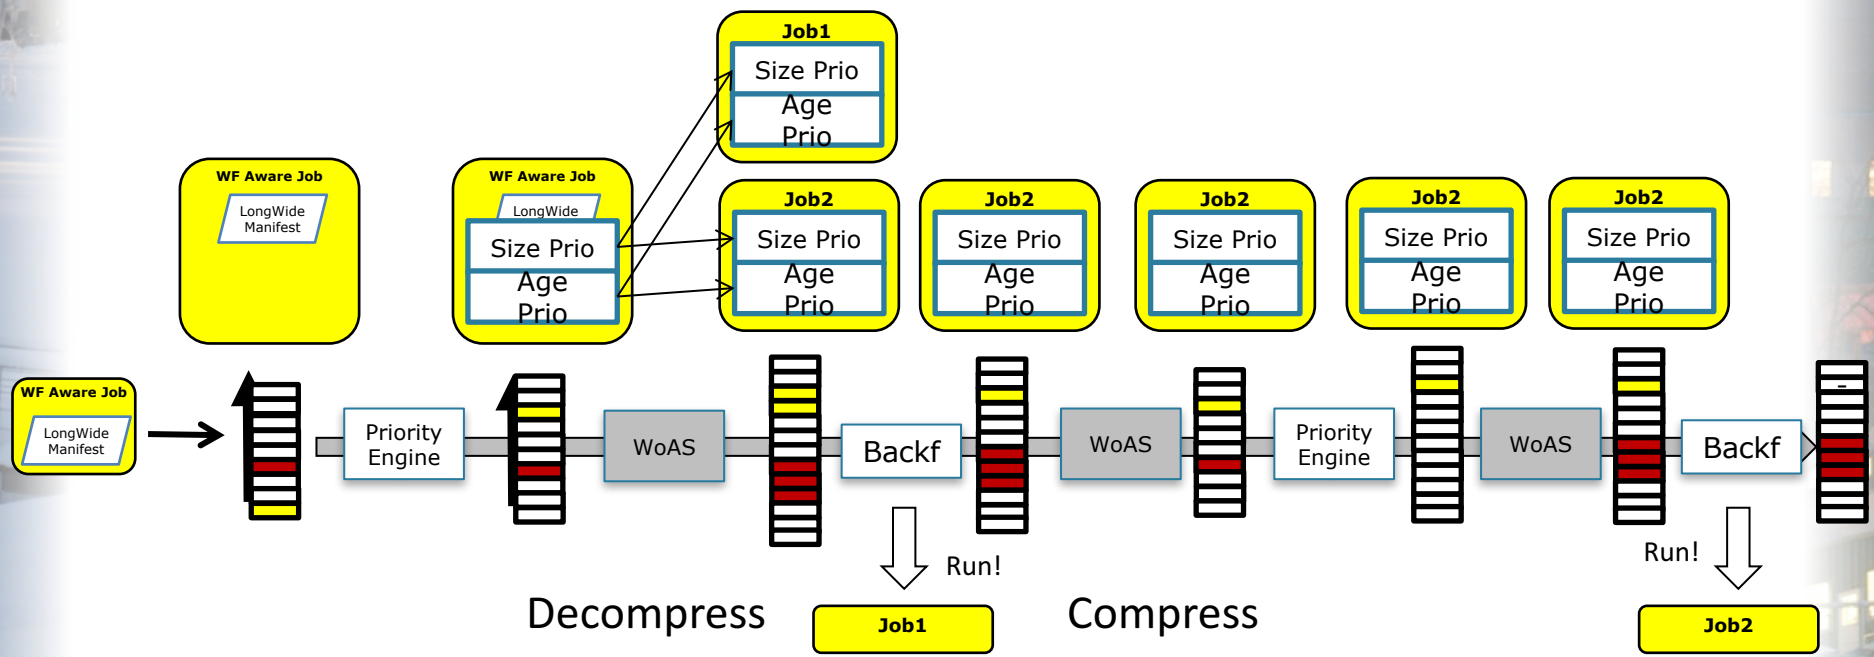 Job1
Size Prio
Age
Prio
WF Aware Job
LongWide
Manifest
WF Aware Job
LongWide
Size Prio
Age
Prio
Job2
Size Prio
Age
Prio
Job2
Size Prio
Age
Prio
Job2
Size Prio
Age
Prio
Job2
Size Prio
Age
Prio
Job2
Size Prio
Age
Prio
WF Aware Job
LongWide
Manifest
Priority
Engine
WoAS
Backf
WoAS
Priority
Engine
WoAS
Backf
Run!
Run!
Decompress
Compress
Job1
Job2